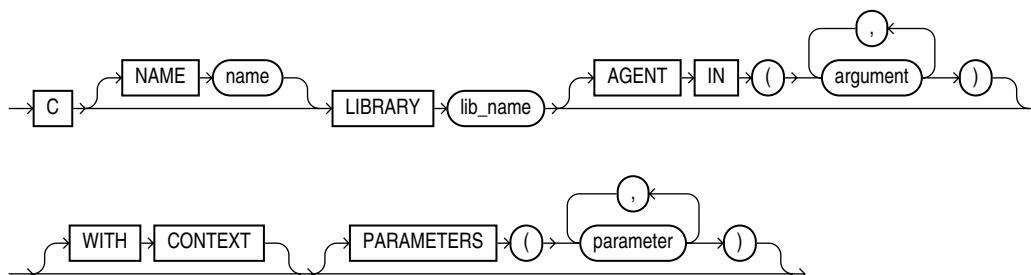 ,
NAME name AGENT IN ( argument )
C LIBRARY lib_name
,
WITH CONTEXT PARAMETERS ( parameter )